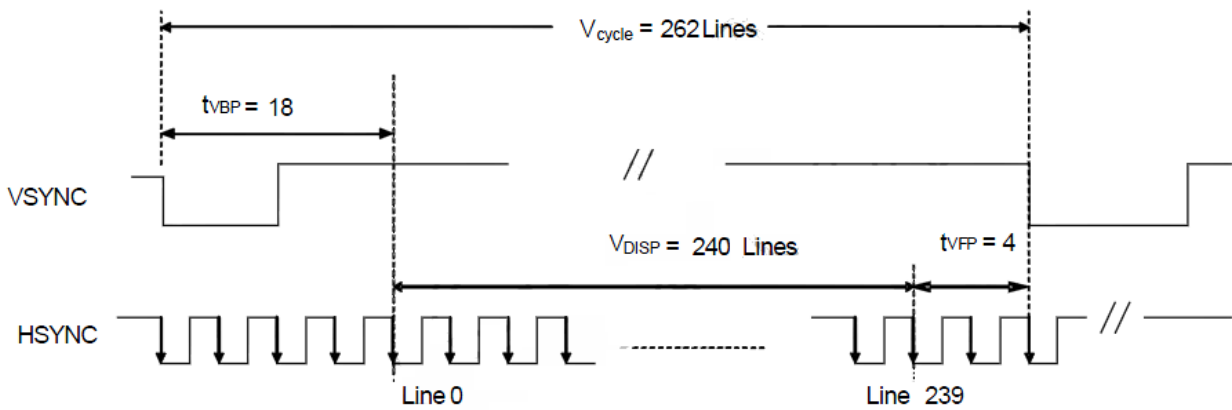 Vcycle = 262 Lines
tVBP = 18
VSYNC
VDISP = 240 Lines
tVFP = 4
HSYNC
Line 0
Line 239